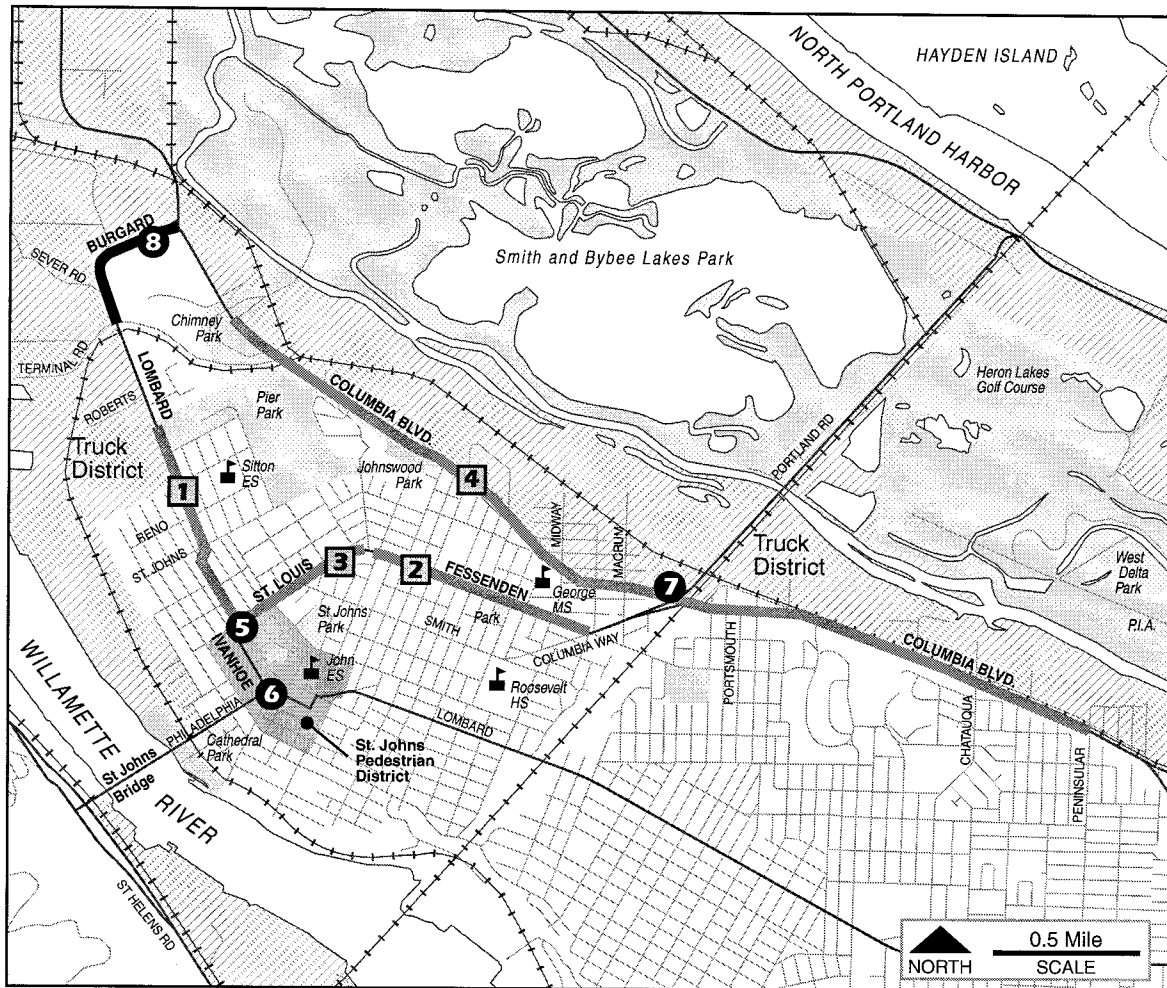 HAYDEN ISLAND
NORTH PORTLAND HARBOR
BURGARD
8
SEVER RD.
Smith and Bybee Lakes Park
Chimney
Park
TERMINAL RD
LOMBARD
ROBERTS
Pier
Park
COLUMBIA BLVD.
Heron Lakes
Golf Course
PORTLAND RD
Truck
District
1
Sitton
ES
Johnswood
Park
4
RENO
ST. JOHNS
MIDWAY
MACRUM
Truck
District
West
Delta
Park
P.I.A.
ST. LOUIS
3
2
FESSENDEN
George
MS
7
5
St Johns
Park
SMITH
Park
COLUMBIA WAY
PORTSMOUTH
COLUMBIA BLVD.
IVANHOE
John
ES
6
Roosevelt
HS
WILLAMETTE
RIVER
PHILADELPHIA
Cathedral
Park
LOMBARD
CHATAUQUA
PENINSULAR
St Johns
Bridge
St. Johns
Pedestrian
District
ST HELENS RD
NORTH
0.5 Mile
SCALE